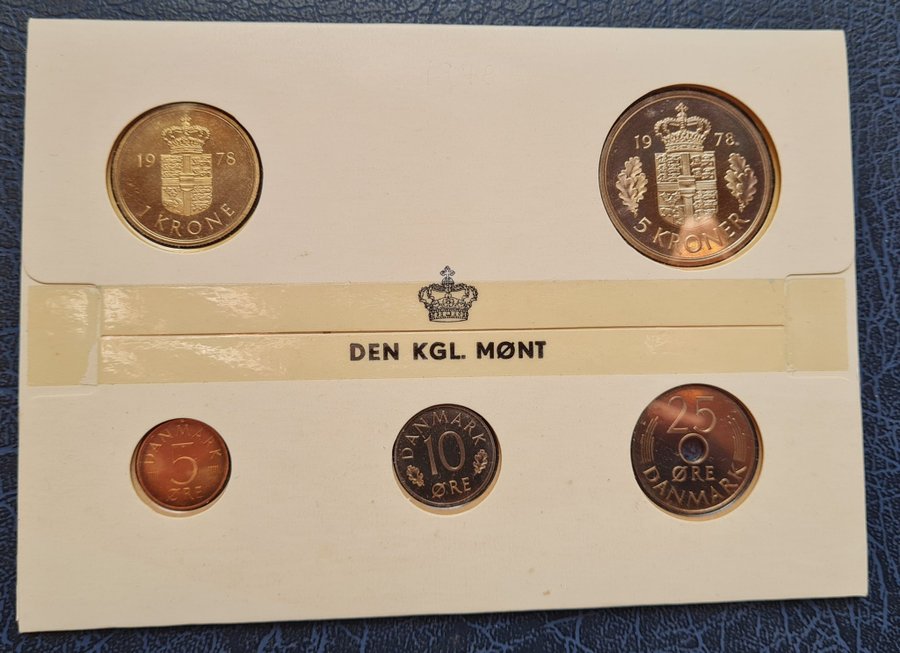 19 78
1 KRONE
19 78
5 KRONER
DEN KGL. MØNT
DANMARK
5
ØRE
DANMARK
10
ØRE
25
ØRE
DANMARK